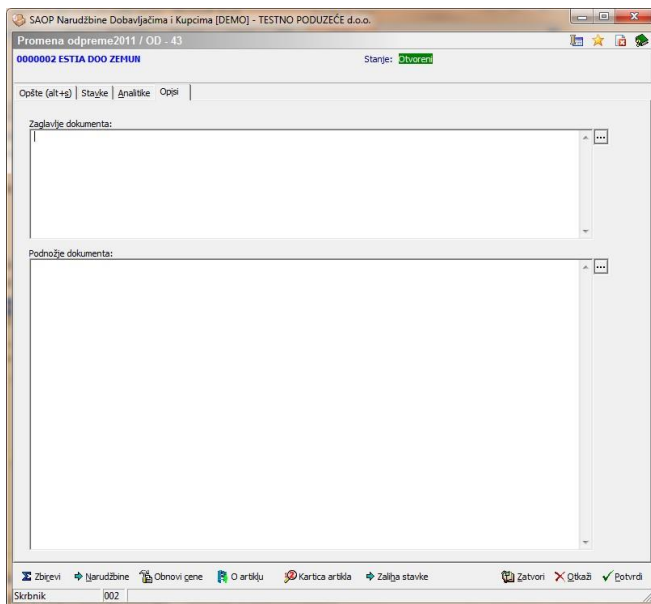 SAOP Narudžbine Dobavljačima i Kupcima [DEMO] - TESTNO PODUZEĆE d.o.o.
Promena odpreme2011 / OD - 43
0000002 ESTIA DOO ZEMUN Stanje: Otvoreni
Opšte (alt+s) Stavke Analitike Opisi
Zaglavlje dokumenta:
...
Podnožje dokumenta:
...
Zbirevi Narudžbine Obnovi cene O artiklu Kartica artikla Zaliha stavke Zatvori Otkaži Potvrdi
Skrbnik 002